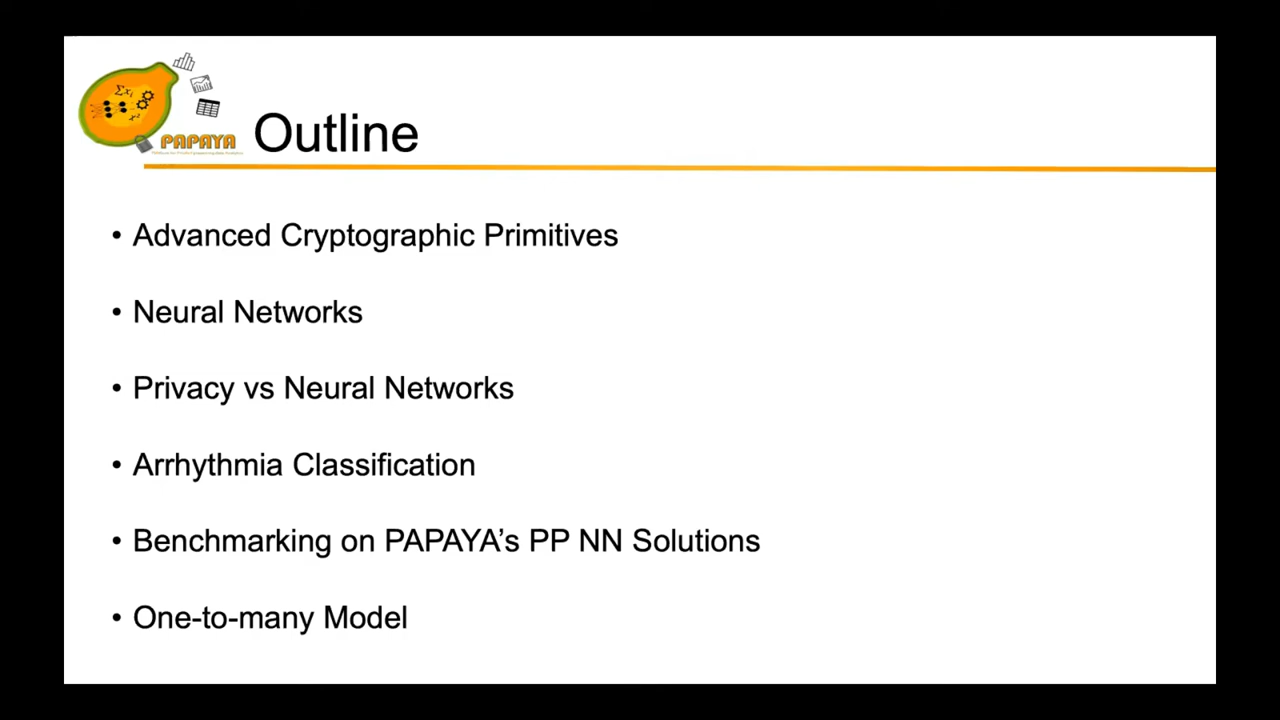 PAPAYA
Outline
• Advanced Cryptographic Primitives
• Neural Networks
• Privacy vs Neural Networks
• Arrhythmia Classification
• Benchmarking on PAPAYA’s PP NN Solutions
• One-to-many Model